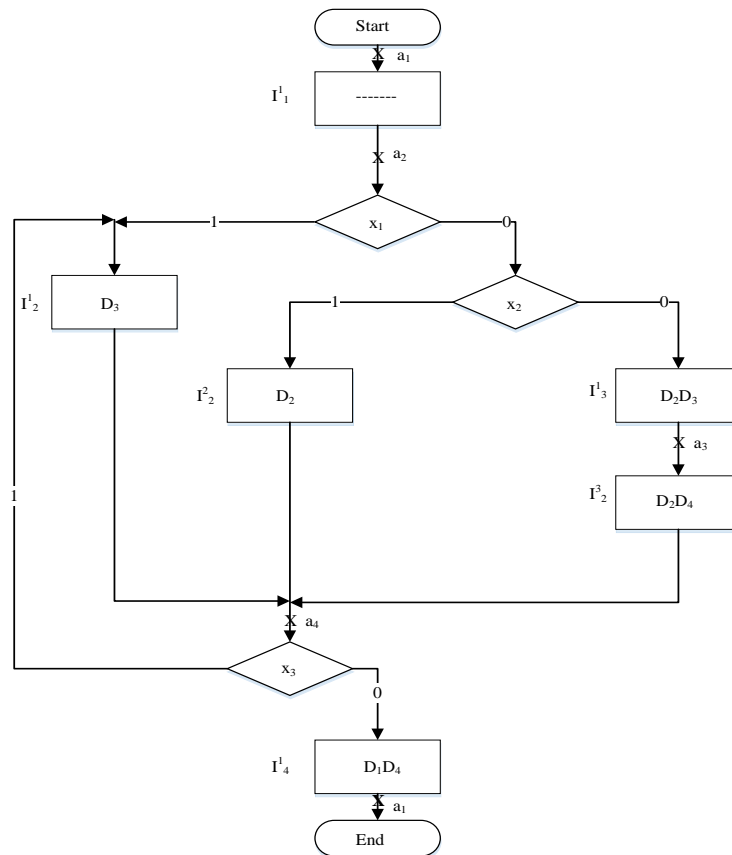 Start
X a₁
I¹₁ -------
X a₂
x₁
1
0
x₂
1
0
I¹₂ D₃
I²₂ D₂
I¹₃ D₂D₃
X a₃
I³₂ D₂D₄
1
X a₄
x₃
0
I¹₄ D₁D₄
X a₁
End